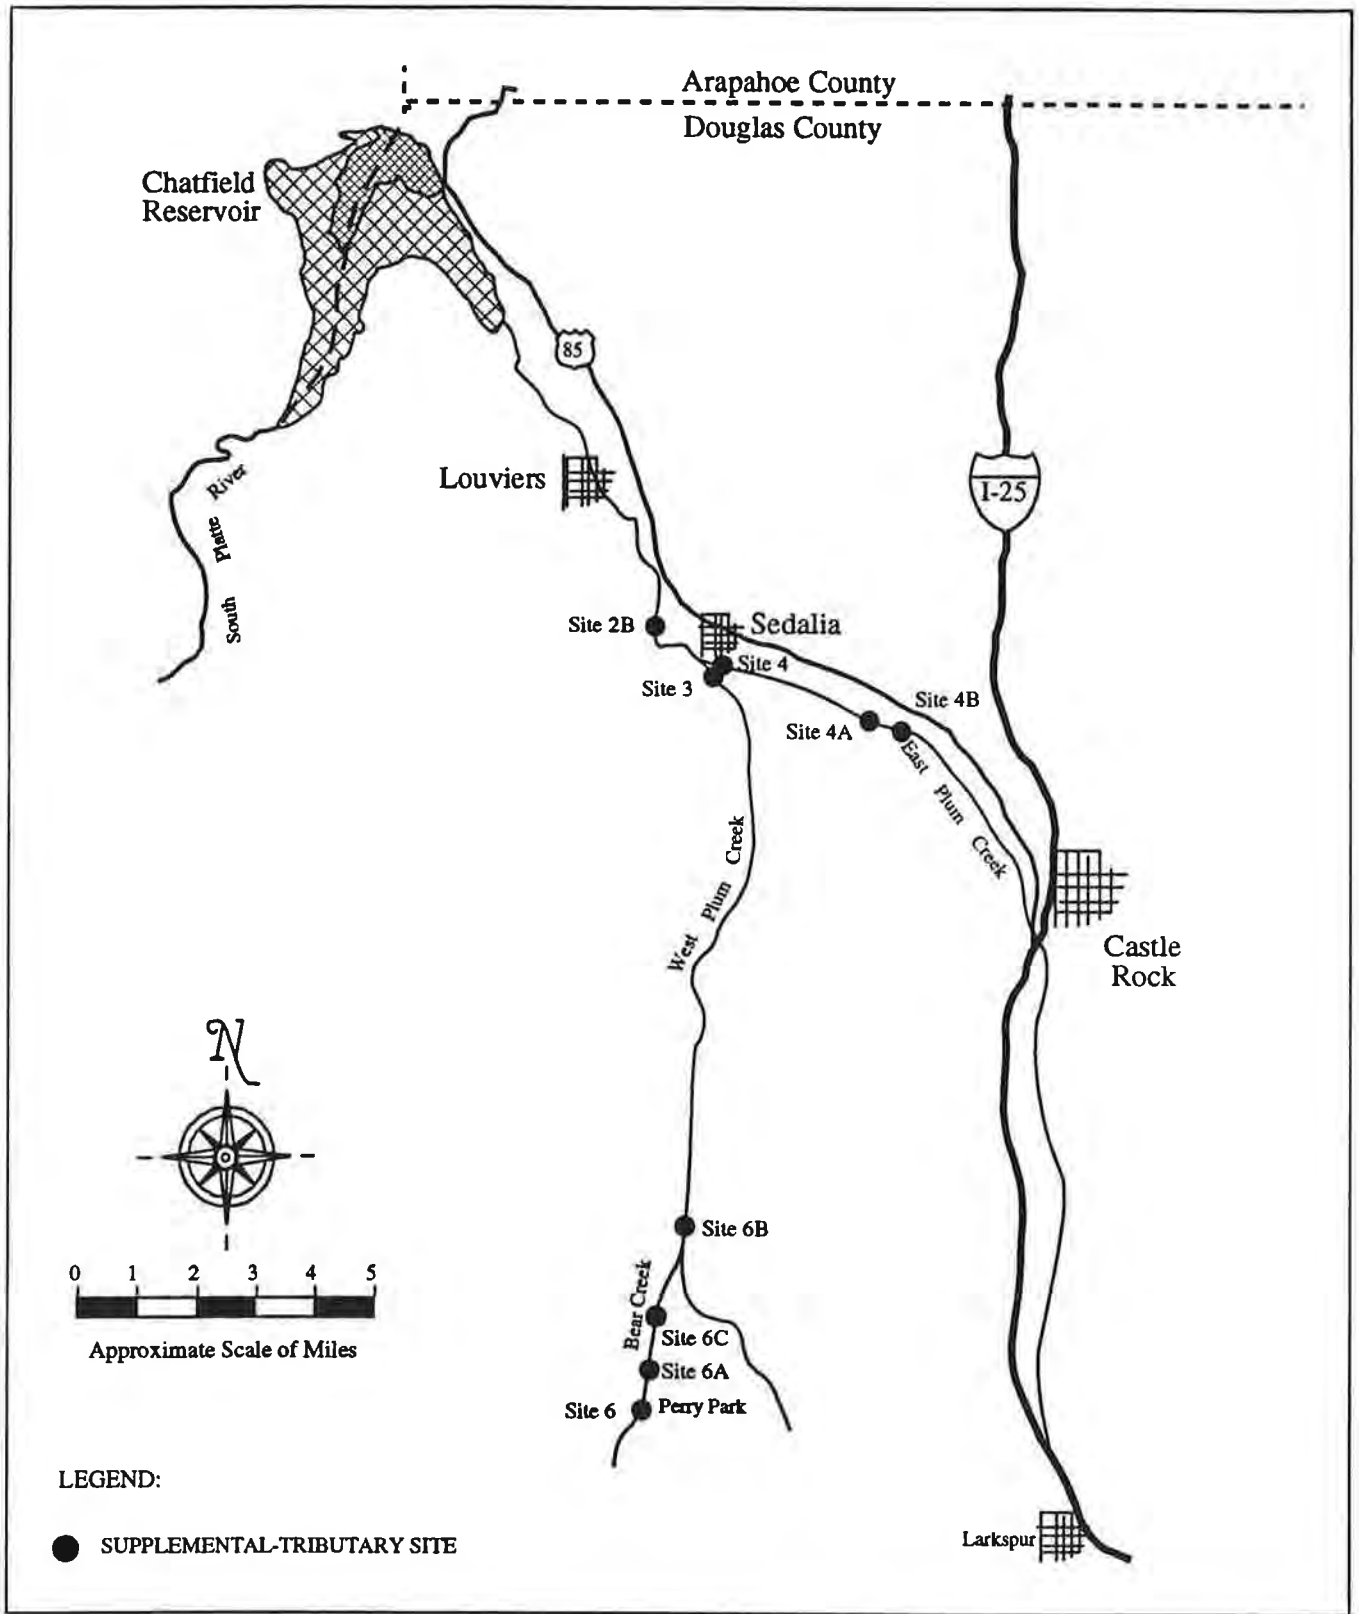 Arapahoe County
Douglas County
Chatfield
Reservoir
85
Louviers
I-25
South Platte River
Site 2B
Sedalia
Site 4
Site 3
Site 4B
Site 4A
East Plum Creek
West Plum Creek
Castle
Rock
N
Site 6B
Bear Creek
0 1 2 3 4 5
Approximate Scale of Miles
Site 6C
Site 6A
Site 6
Perry Park
LEGEND:
SUPPLEMENTAL-TRIBUTARY SITE
Larkspur